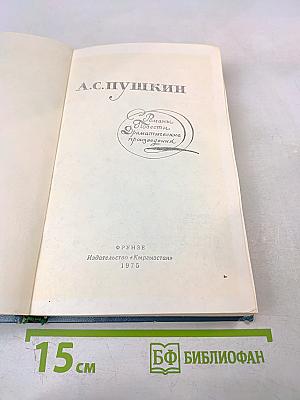 А.С.ПУШКИН
Романы
Повести
Драматические
произведения
ФРУНЗЕ
Издательство «Кыргызстан»
1975
15 см
БФ БИБЛИОФАН